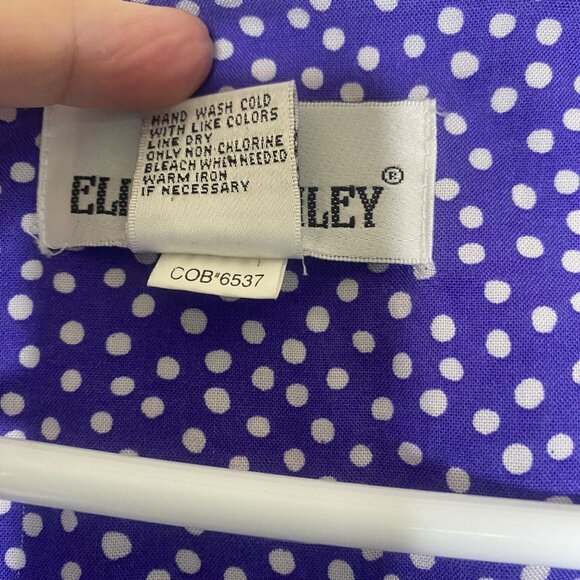 HAND WASH COLD
WITH LIKE COLORS
LINE DRY
ONLY NON-CHLORINE
BLEACH WHEN NEEDED
WARM IRON
IF NECESSARY
EL LEY®
COB#6537